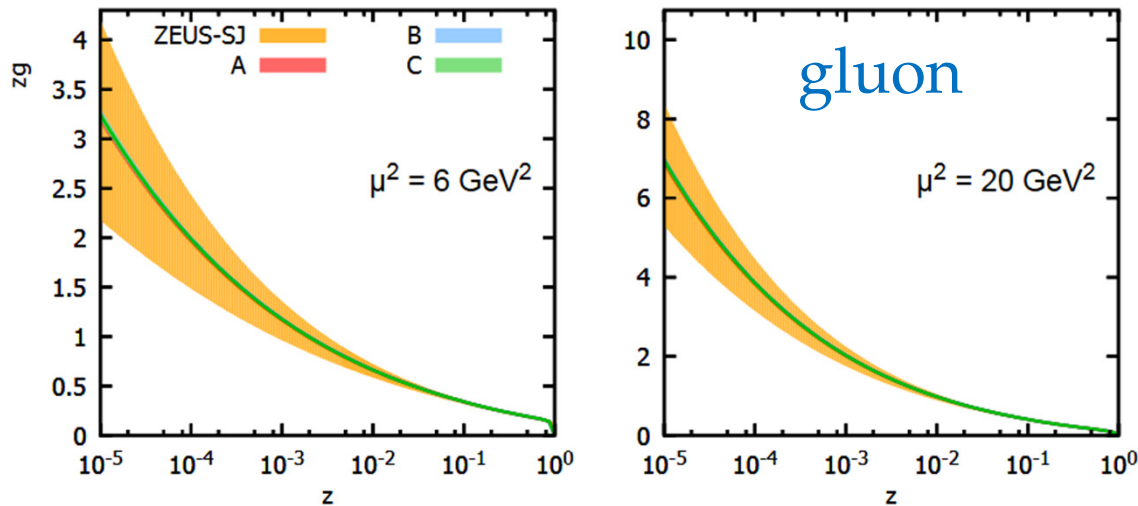 ZEUS-SJ
A
B
C
zg
4
3.5
3
2.5
2
1.5
1
0.5
0
µ² = 6 GeV²
10⁻⁵ 10⁻⁴ 10⁻³ 10⁻² 10⁻¹ 10⁰
z
gluon
10
8
6
4
2
0
µ² = 20 GeV²
10⁻⁵ 10⁻⁴ 10⁻³ 10⁻² 10⁻¹ 10⁰
z